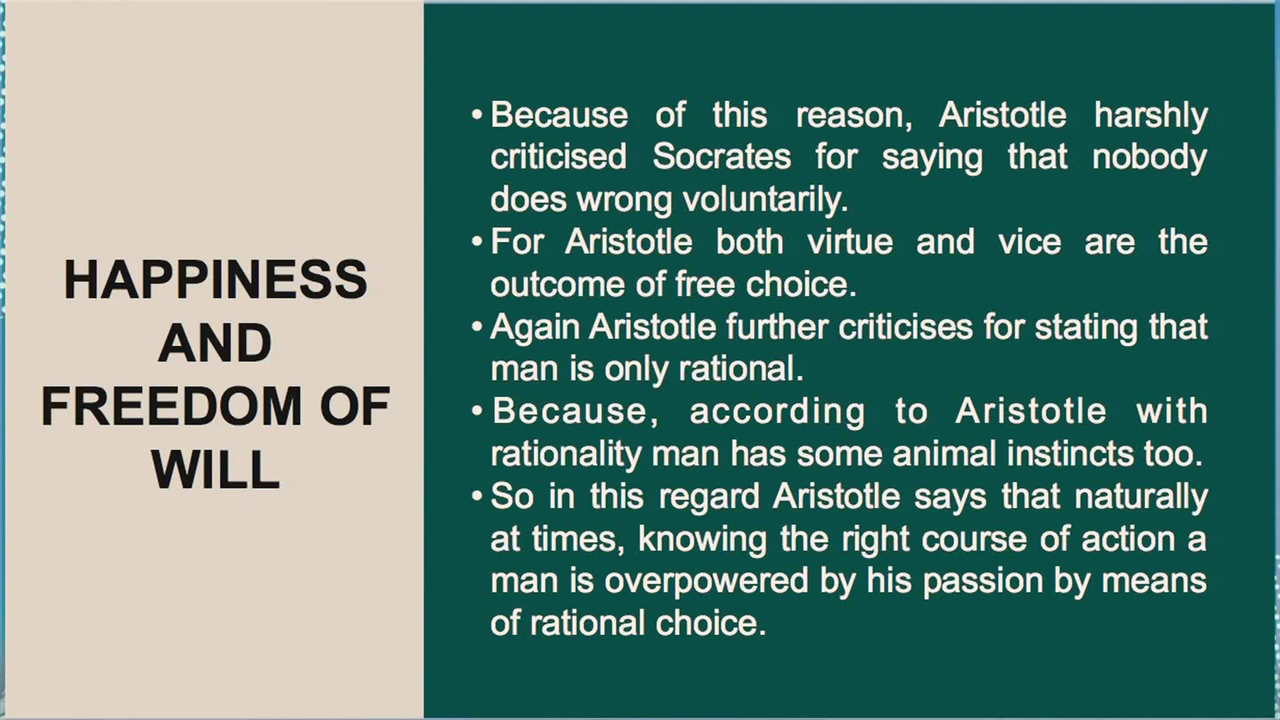 HAPPINESS
AND
FREEDOM OF
WILL
• Because of this reason, Aristotle harshly
criticised Socrates for saying that nobody
does wrong voluntarily.
• For Aristotle both virtue and vice are the
outcome of free choice.
• Again Aristotle further criticises for stating that
man is only rational.
• Because, according to Aristotle with
rationality man has some animal instincts too.
• So in this regard Aristotle says that naturally
at times, knowing the right course of action a
man is overpowered by his passion by means
of rational choice.